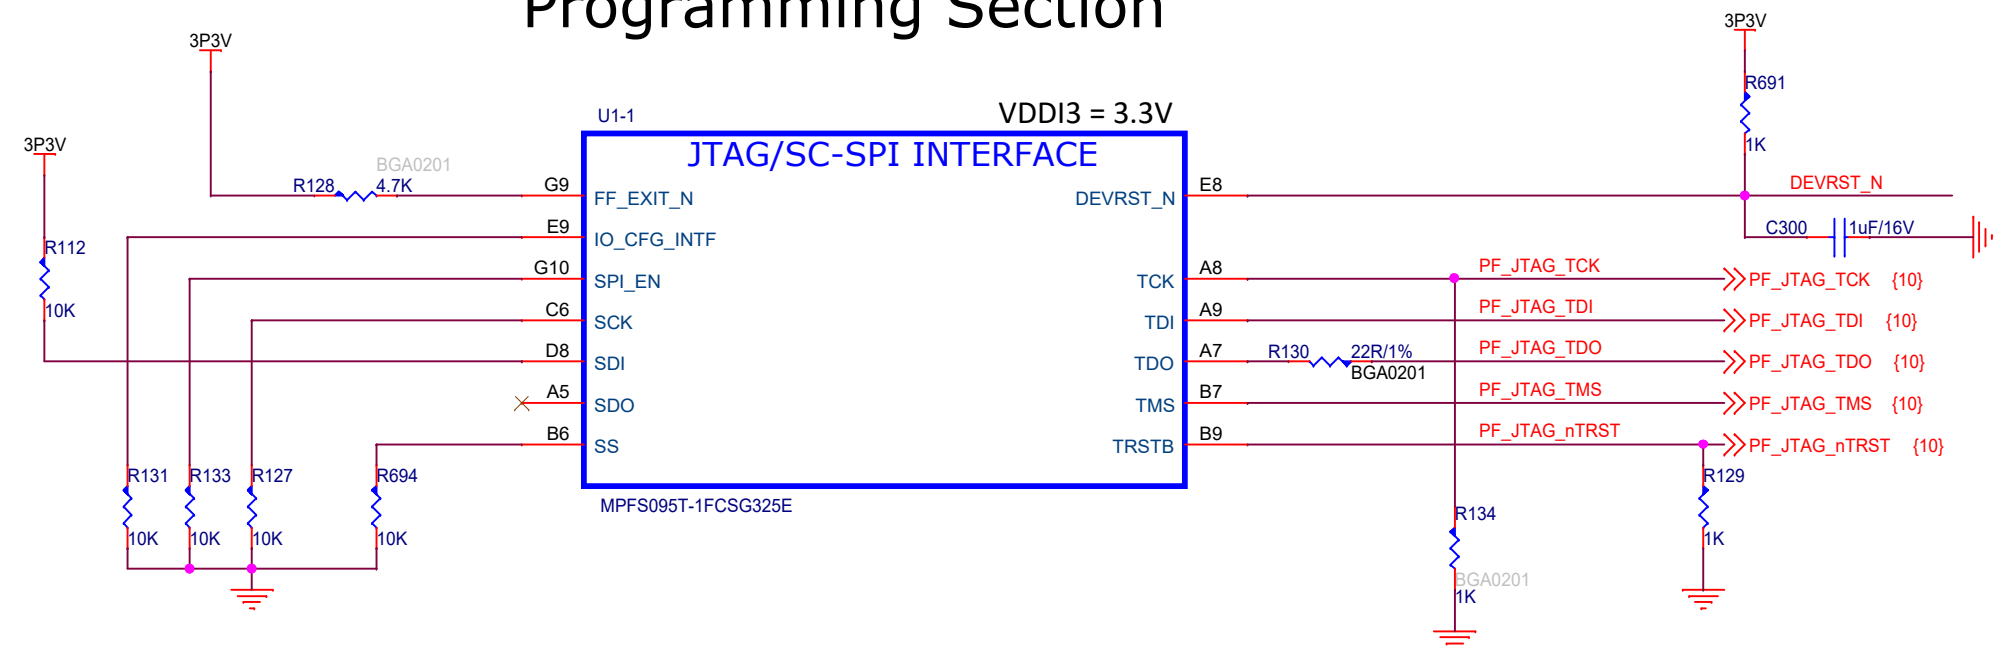 Programming Section
3P3V
3P3V
3P3V
R691
1K
U1-1
VDDI3 = 3.3V
JTAG/SC-SPI INTERFACE
BGA0201
R128
4.7K
G9
FF_EXIT_N
DEVRST_N
E8
DEVRST_N
R112
10K
E9
IO_CFG_INTF
C300
1uF/16V
G10
SPI_EN
TCK
A8
PF_JTAG_TCK
PF_JTAG_TCK {10}
C6
SCK
TDI
A9
PF_JTAG_TDI
PF_JTAG_TDI {10}
D8
SDI
TDO
A7
R130
22R/1%
BGA0201
PF_JTAG_TDO
PF_JTAG_TDO {10}
A5
SDO
TMS
B7
PF_JTAG_TMS
PF_JTAG_TMS {10}
B6
SS
TRSTB
B9
PF_JTAG_nTRST
PF_JTAG_nTRST {10}
R131
10K
R133
10K
R127
10K
R694
10K
MPFS095T-1FCSG325E
R134
BGA0201
1K
R129
1K